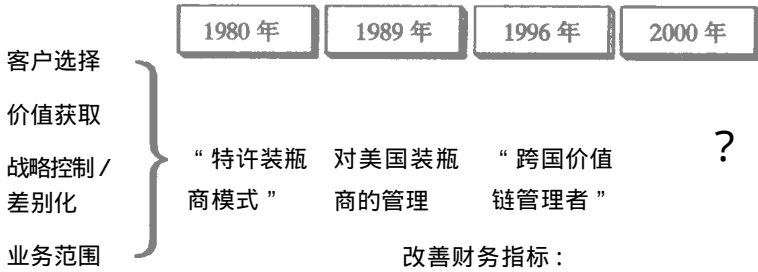 1980 年 1989 年 1996 年 2000 年
客户选择
价值获取
战略控制/
差别化
业务范围
“特许装瓶
商模式”
对美国装瓶
商的管理
“跨国价值
链管理者”
?
改善财务指标: